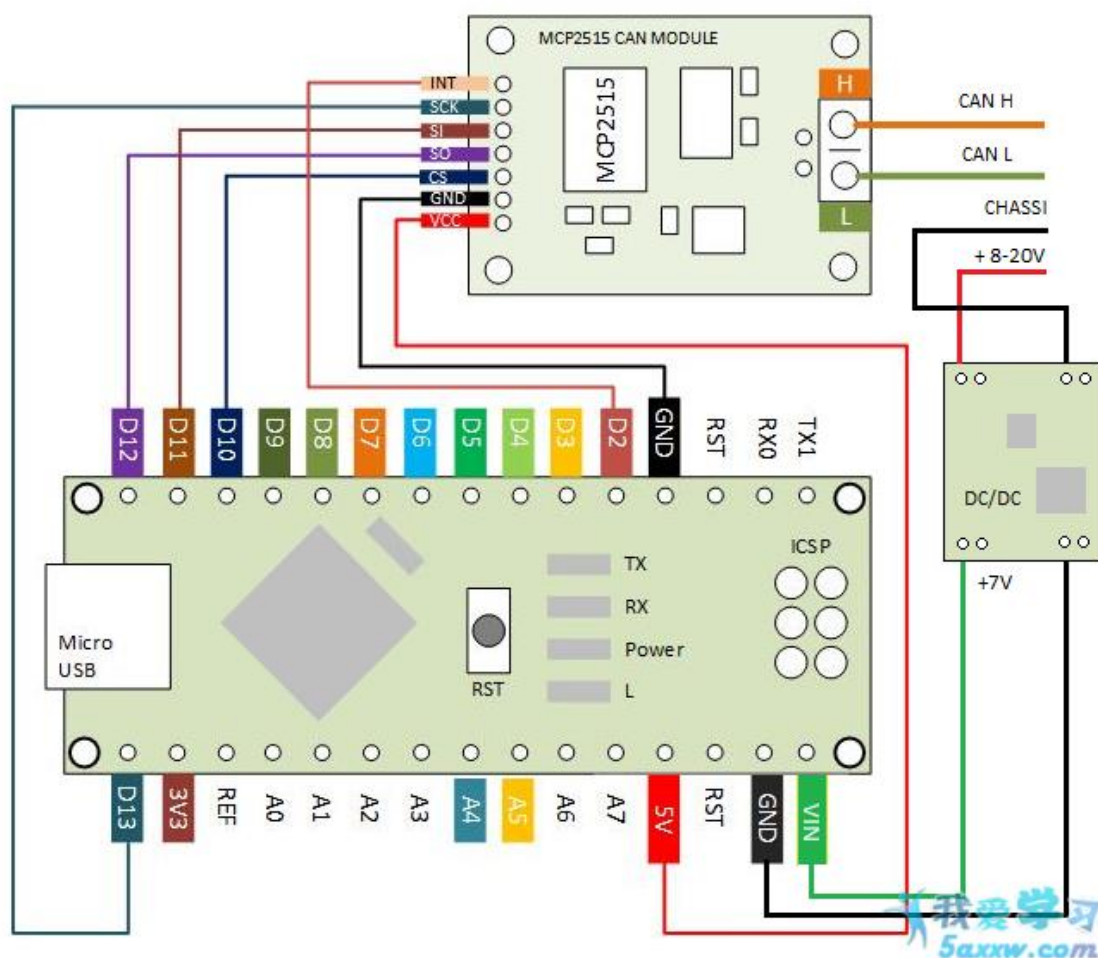 MCP2515 CAN MODULE
INT
SCK
SI
SO
CS
GND
VCC
MCP2515
H
L
CAN H
CAN L
CHASSI
+ 8-20V
DC/DC
+7V
D12
D11
D10
D9
D8
D7
D6
D5
D4
D3
D2
GND
RST
RX0
TX1
Micro
USB
RST
TX
RX
Power
L
ICSP
D13
3V3
REF
A0
A1
A2
A3
A4
A5
A6
A7
5V
RST
GND
VIN
我爱学习
5axxw.com